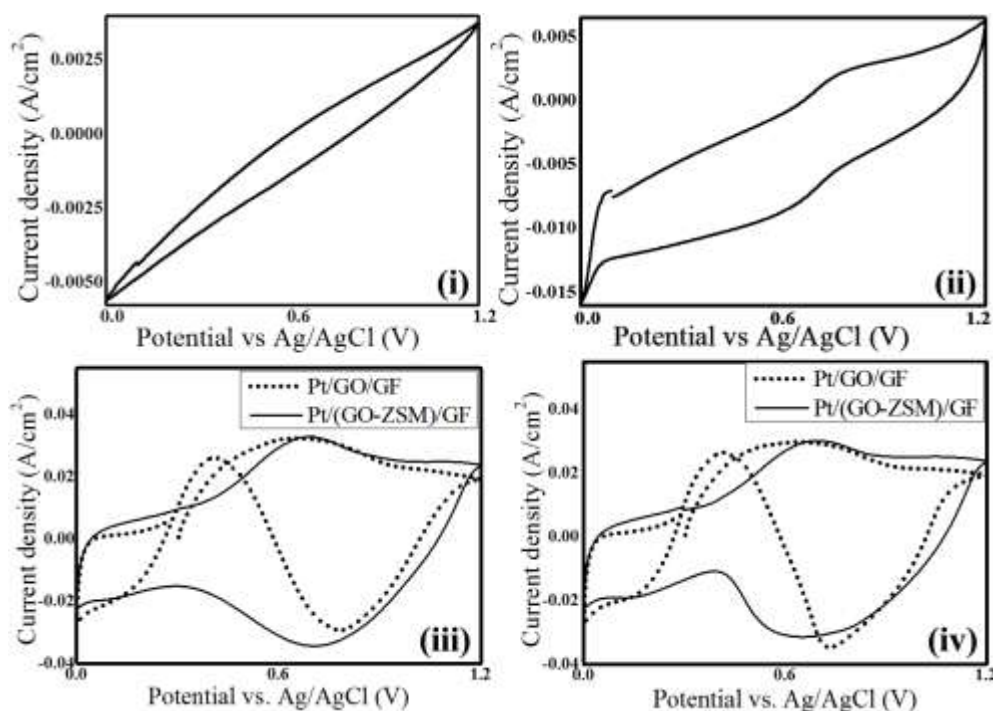 Current density (A/cm²)
0.0025
0.0000
-0.0025
-0.0050
0.0
0.6
1.2
Potential vs Ag/AgCl (V)
(i)
Current density (A/cm²)
0.005
0.000
-0.005
-0.010
-0.015
0.0
0.6
1.2
Potential vs Ag/AgCl (V)
(ii)
Current density (A/cm²)
0.04
0.02
0.00
-0.02
-0.04
0.0
0.6
1.2
Potential vs. Ag/AgCl (V)
Pt/GO/GF
Pt/(GO-ZSM)/GF
(iii)
Current density (A/cm²)
0.04
0.02
0.00
-0.02
-0.04
0.0
0.6
1.2
Potential vs. Ag/AgCl (V)
Pt/GO/GF
Pt/(GO-ZSM)/GF
(iv)